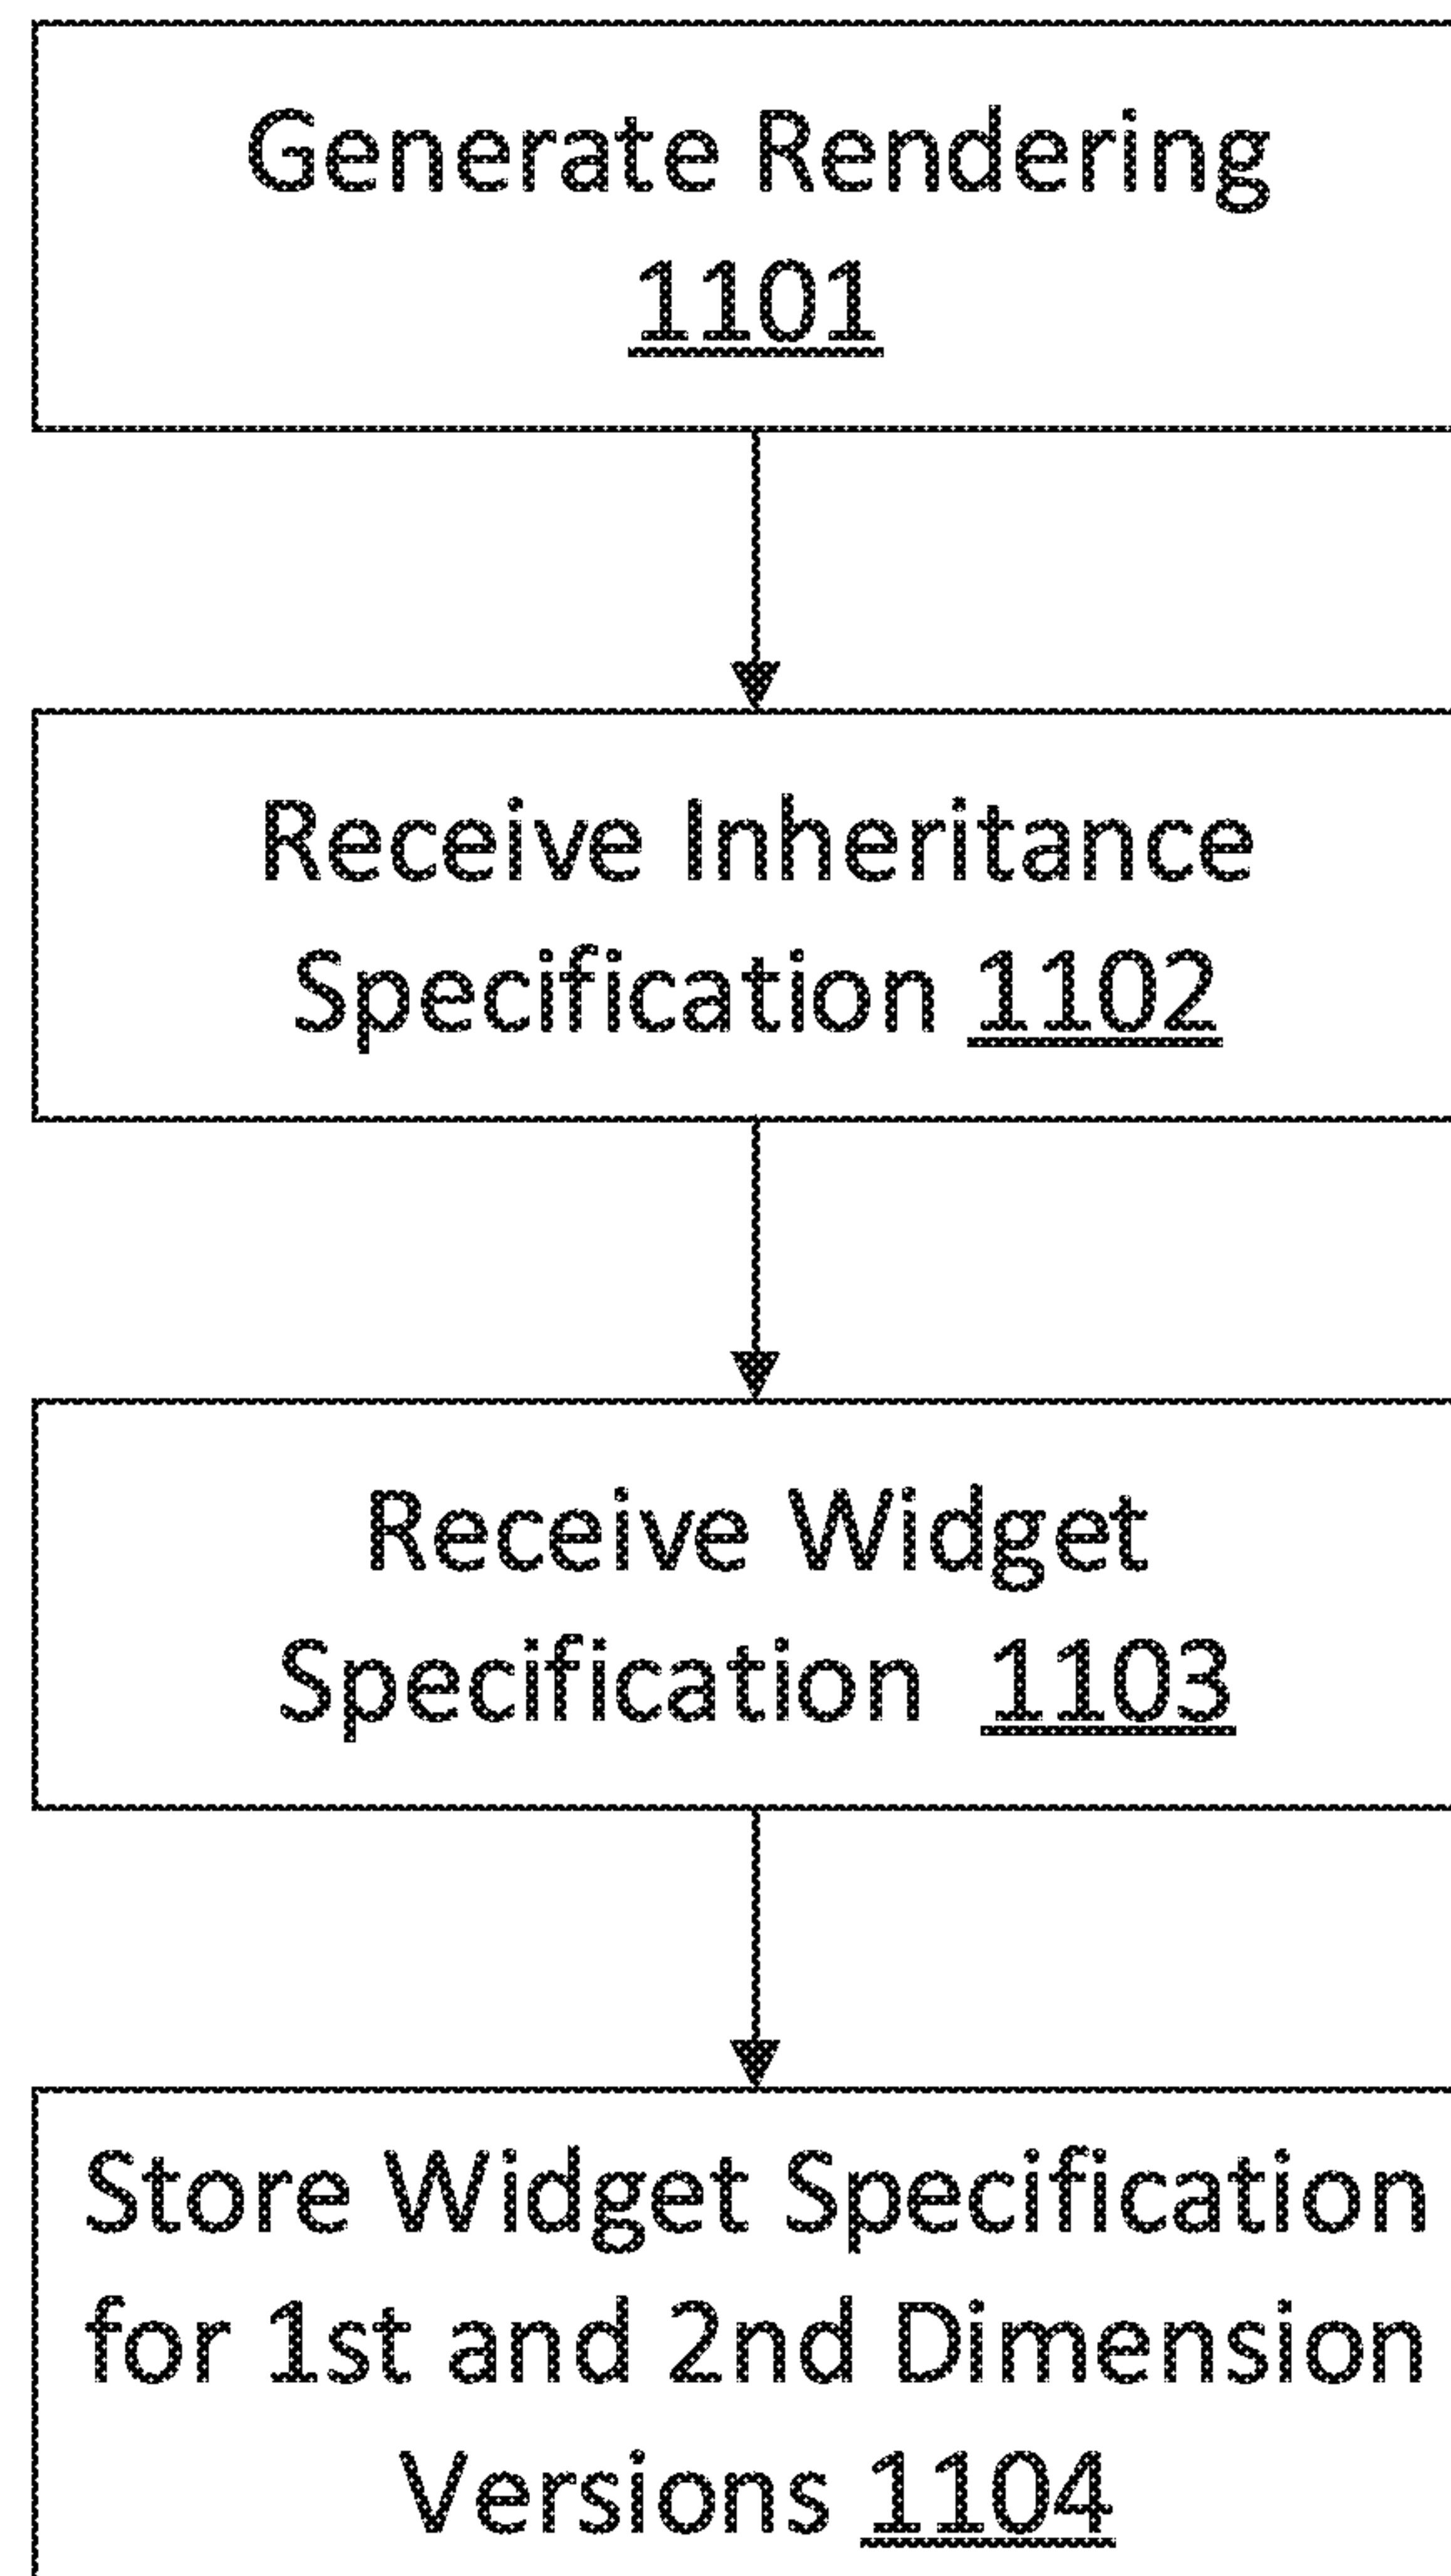 Generate Rendering
1101
Receive Inheritance
Specification 1102
Receive Widget
Specification 1103
Store Widget Specification
for 1st and 2nd Dimension
Versions 1104